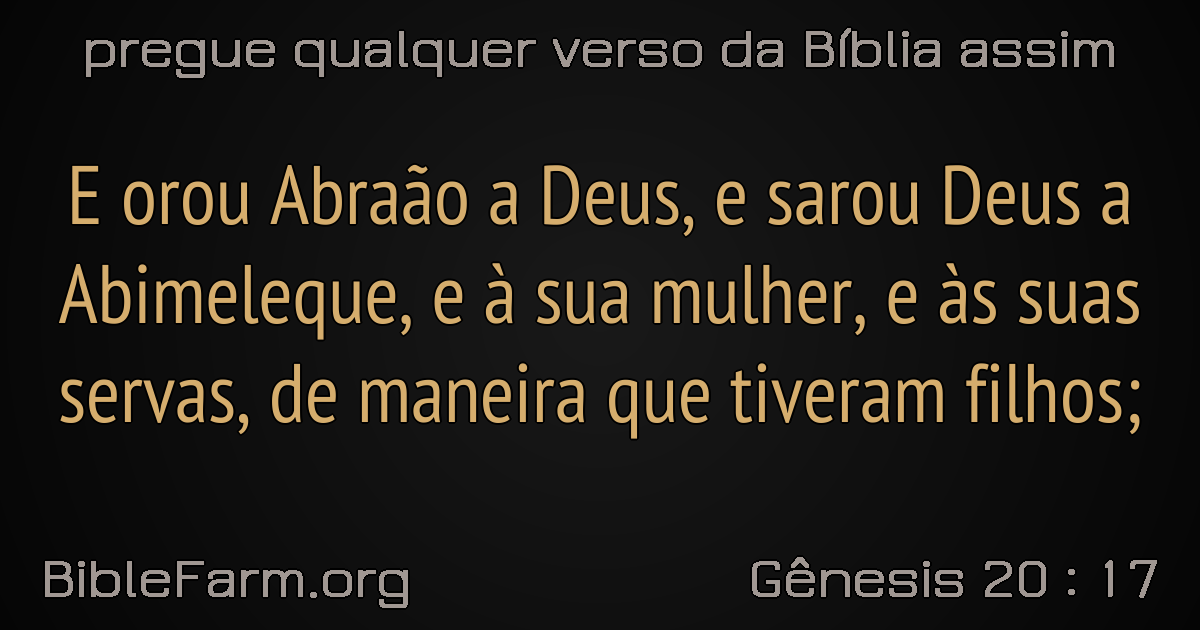 pregue qualquer verso da Bíblia assim
E orou Abraão a Deus, e sarou Deus a
Abimeleque, e à sua mulher, e às suas
servas, de maneira que tiveram filhos;
BibleFarm.org
Gênesis 20 : 17